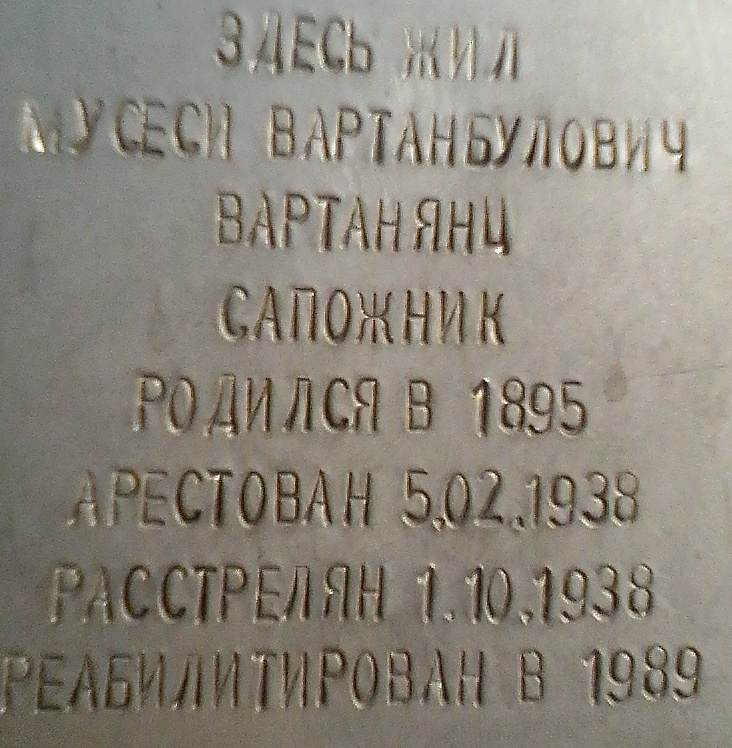 ЗДЕСЬ ЖИЛ
МУСЕСИ ВАРТАНБУЛОВИЧ
ВАРТАНЯНЦ
САПОЖНИК
РОДИЛСЯ В 1895
АРЕСТОВАН 5.02.1938
РАССТРЕЛЯН 1.10.1938
РЕАБИЛИТИРОВАН В 1989